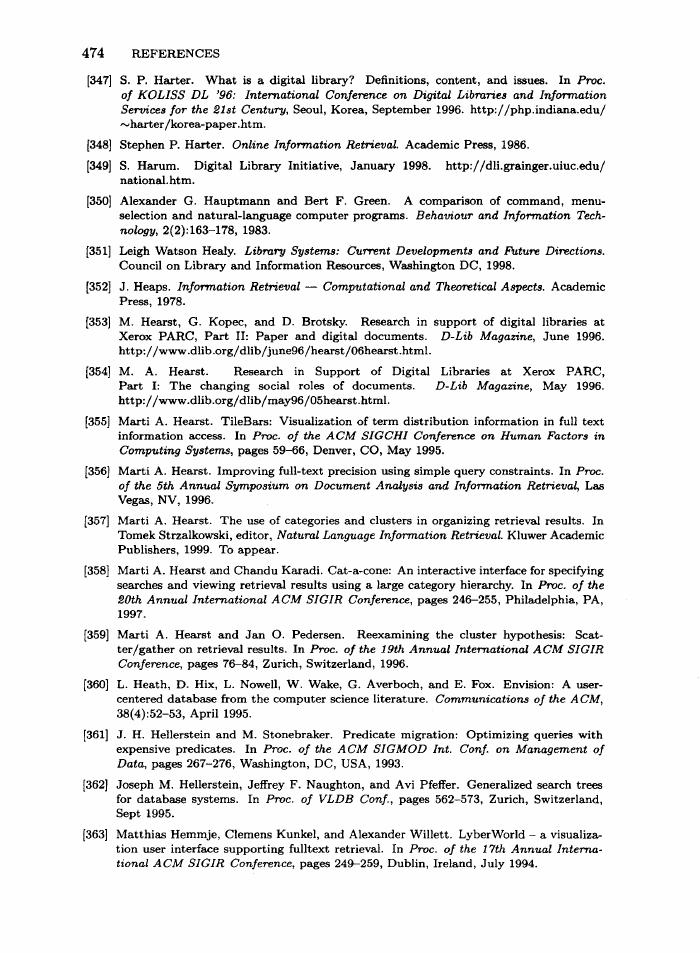 474 REFERENCES
[347] S. P. Harter. What is a digital library? Definitions, content, and issues. In Proc.
of KOLISS DL '96: International Conference on Digital Libraries and Information
Services for the 21st Century, Seoul, Korea, September 1996. http://php.indiana.edu/
~harter/korea-paper.htm.
[348] Stephen P. Harter. Online Information Retrieval. Academic Press, 1986.
[349] S. Harum. Digital Library Initiative, January 1998. http://dli.grainger.uiuc.edu/
national.htm.
[350] Alexander G. Hauptmann and Bert F. Green. A comparison of command, menu-
selection and natural-language computer programs. Behaviour and Information Tech-
nology, 2(2):163–178, 1983.
[351] Leigh Watson Healy. Library Systems: Current Developments and Future Directions.
Council on Library and Information Resources, Washington DC, 1998.
[352] J. Heaps. Information Retrieval — Computational and Theoretical Aspects. Academic
Press, 1978.
[353] M. Hearst, G. Kopec, and D. Brotsky. Research in support of digital libraries at
Xerox PARC, Part II: Paper and digital documents. D-Lib Magazine, June 1996.
http://www.dlib.org/dlib/june96/hearst/06hearst.html.
[354] M. A. Hearst. Research in Support of Digital Libraries at Xerox PARC,
Part I: The changing social roles of documents. D-Lib Magazine, May 1996.
http://www.dlib.org/dlib/may96/05hearst.html.
[355] Marti A. Hearst. TileBars: Visualization of term distribution information in full text
information access. In Proc. of the ACM SIGCHI Conference on Human Factors in
Computing Systems, pages 59–66, Denver, CO, May 1995.
[356] Marti A. Hearst. Improving full-text precision using simple query constraints. In Proc.
of the 5th Annual Symposium on Document Analysis and Information Retrieval, Las
Vegas, NV, 1996.
[357] Marti A. Hearst. The use of categories and clusters in organizing retrieval results. In
Tomek Strzalkowski, editor, Natural Language Information Retrieval. Kluwer Academic
Publishers, 1999. To appear.
[358] Marti A. Hearst and Chandu Karadi. Cat-a-cone: An interactive interface for specifying
searches and viewing retrieval results using a large category hierarchy. In Proc. of the
20th Annual International ACM SIGIR Conference, pages 246–255, Philadelphia, PA,
1997.
[359] Marti A. Hearst and Jan O. Pedersen. Reexamining the cluster hypothesis: Scat-
ter/gather on retrieval results. In Proc. of the 19th Annual International ACM SIGIR
Conference, pages 76–84, Zurich, Switzerland, 1996.
[360] L. Heath, D. Hix, L. Nowell, W. Wake, G. Averboch, and E. Fox. Envision: A user-
centered database from the computer science literature. Communications of the ACM,
38(4):52–53, April 1995.
[361] J. H. Hellerstein and M. Stonebraker. Predicate migration: Optimizing queries with
expensive predicates. In Proc. of the ACM SIGMOD Int. Conf. on Management of
Data, pages 267–276, Washington, DC, USA, 1993.
[362] Joseph M. Hellerstein, Jeffrey F. Naughton, and Avi Pfeffer. Generalized search trees
for database systems. In Proc. of VLDB Conf., pages 562–573, Zurich, Switzerland,
Sept 1995.
[363] Matthias Hemmje, Clemens Kunkel, and Alexander Willett. LyberWorld – a visualiza-
tion user interface supporting fulltext retrieval. In Proc. of the 17th Annual Interna-
tional ACM SIGIR Conference, pages 249–259, Dublin, Ireland, July 1994.